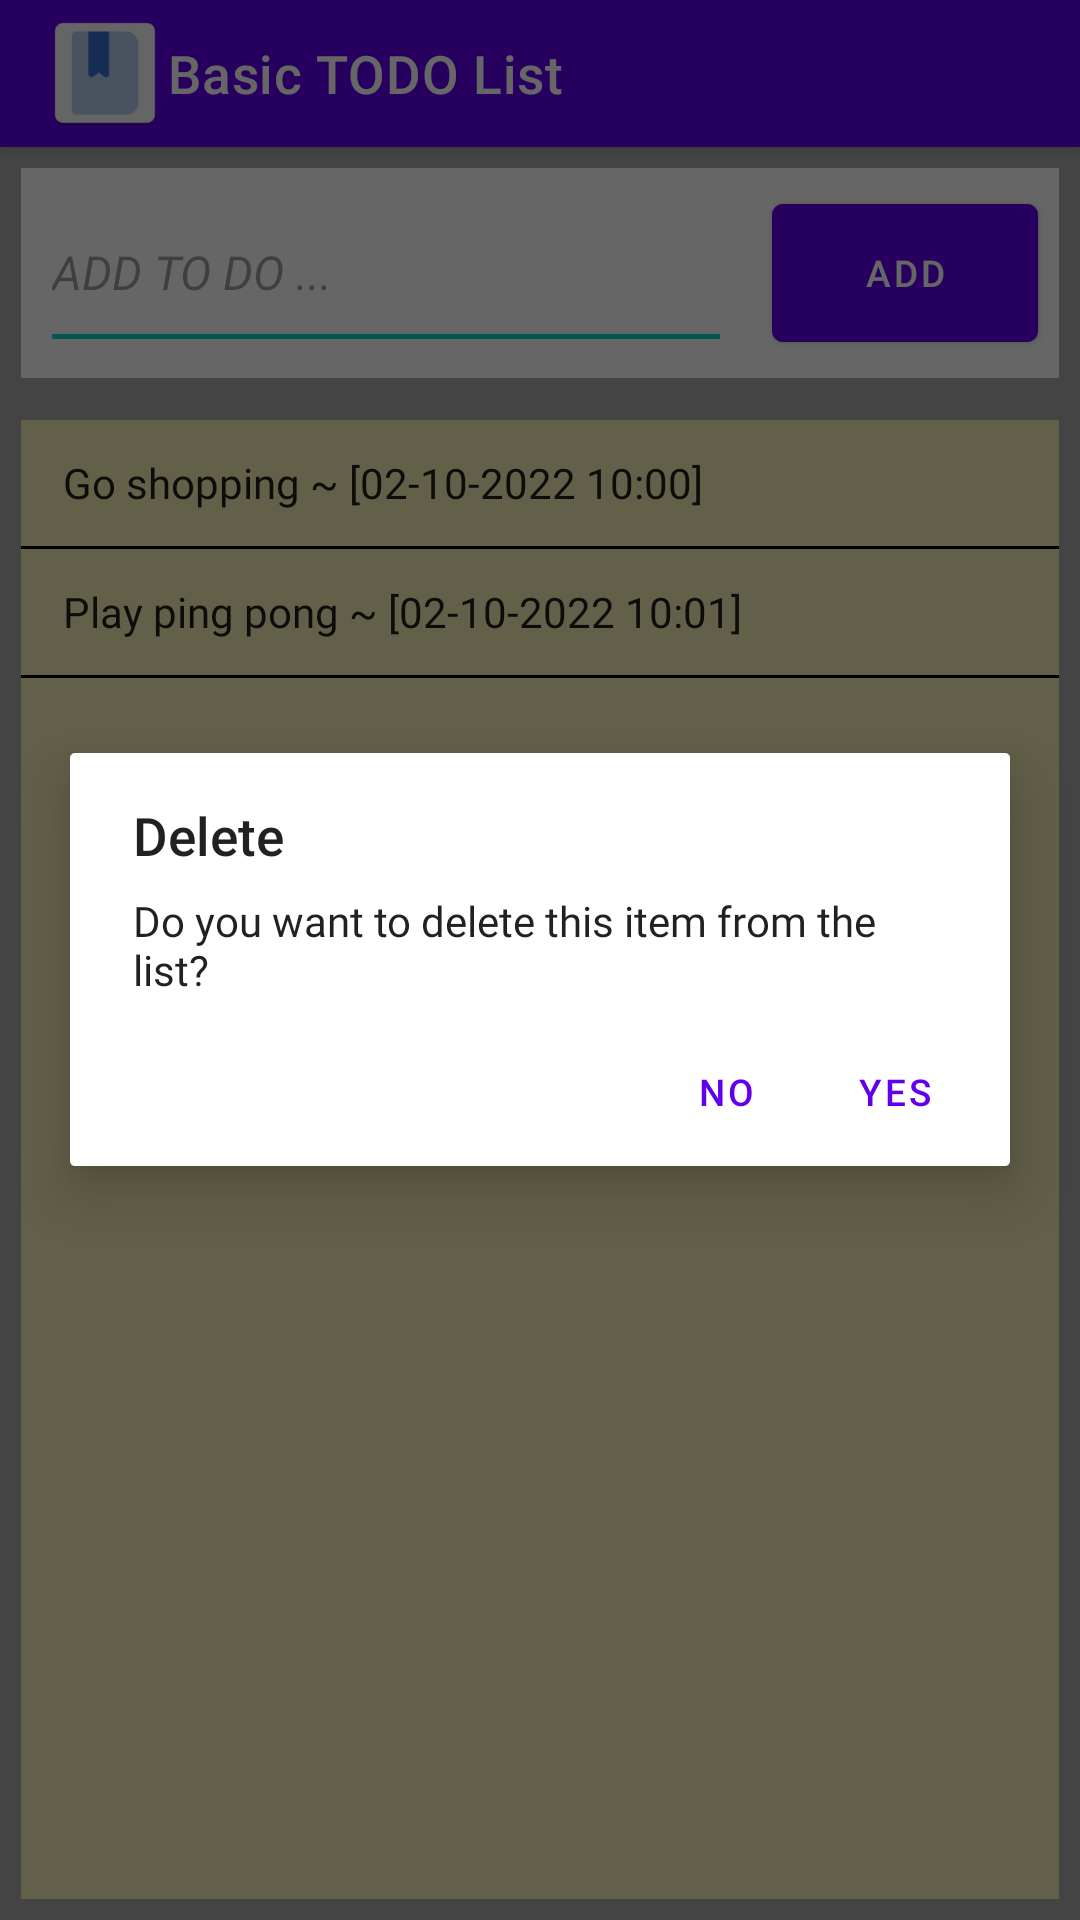 Basic TODO List
ADD TO DO ...
ADD
Go shopping ~ [02-10-2022 10:00]
Play ping pong ~ [02-10-2022 10:01]
Delete
Do you want to delete this item from the
list?
NO
YES